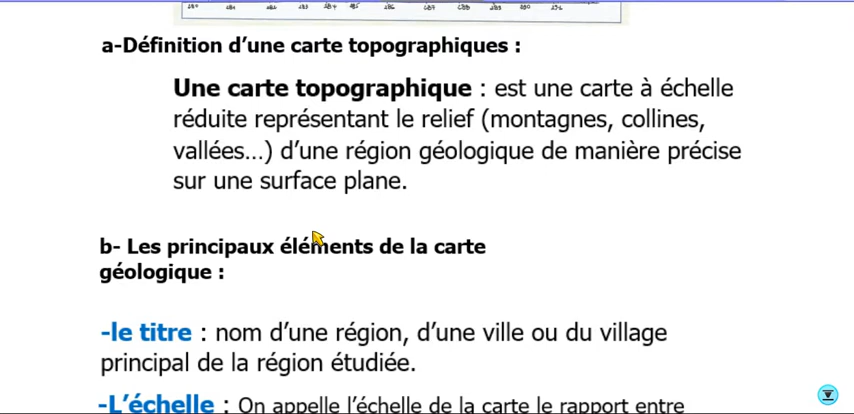 a-Définition d'une carte topographiques :
Une carte topographique : est une carte à échelle
réduite représentant le relief (montagnes, collines,
vallées...) d'une région géologique de manière précise
sur une surface plane.
b- Les principaux éléments de la carte
géologique :
-le titre : nom d'une région, d'une ville ou du village
principal de la région étudiée.
-L'échelle : On appelle l'échelle de la carte le rapport entre